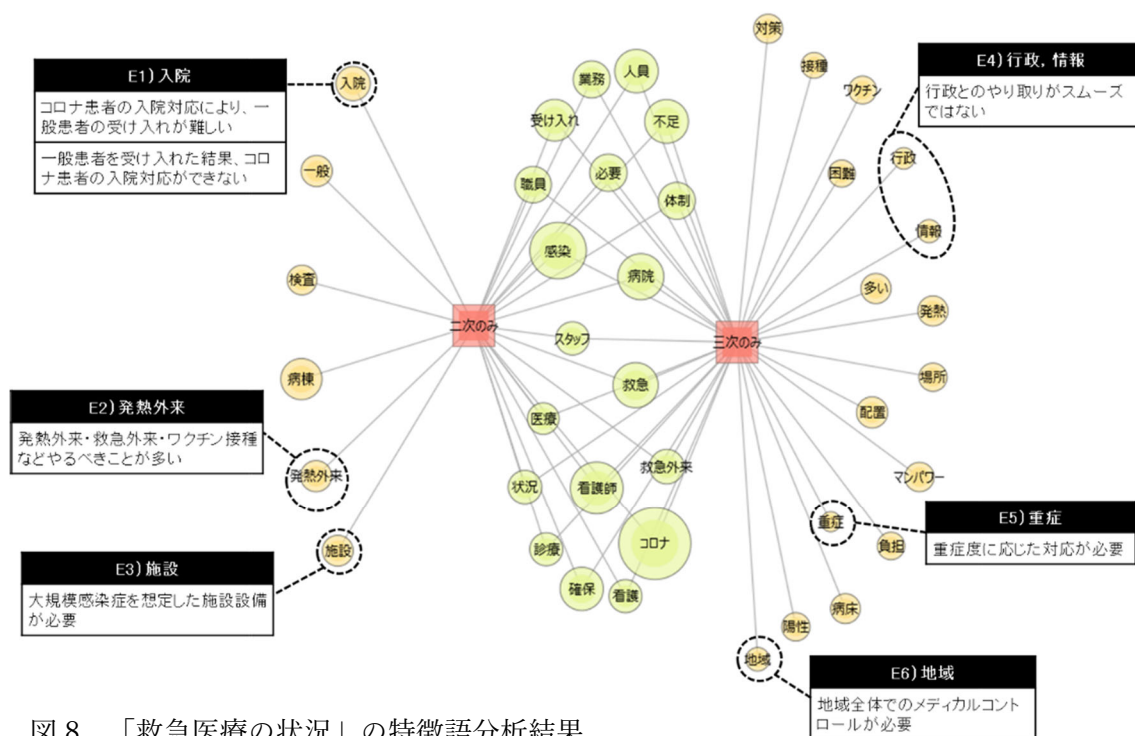 E1)入院
コロナ患者の入院対応により、一
般患者の受け入れが難しい
一般患者を受け入れた結果、コロ
ナ患者の入院対応ができない
E2)発熱外来
発熱外来・救急外来・ワクチン接種
などやるべきことが多い
E3)施設
大規模感染症を想定した施設設備
が必要
入院
一般
検査
病棟
発熱外来
施設
二次のみ
業務
人員
受け入れ
不足
職員
必要
体制
感染
病院
スタッフ
救急
医療
救急外来
状況
看護師
コロナ
診療
確保
看護
三次のみ
対策
接種
ワクチン
困難
行政
情報
多い
発熱
場所
配置
マンパワー
重症
負担
病床
陽性
地域
E4)行政, 情報
行政とのやり取りがスムーズ
ではない
E5)重症
重症度に応じた対応が必要
E6)地域
地域全体でのメディカルコント
ロールが必要
図 8 「救急医療の状況」の特徴語分析結果